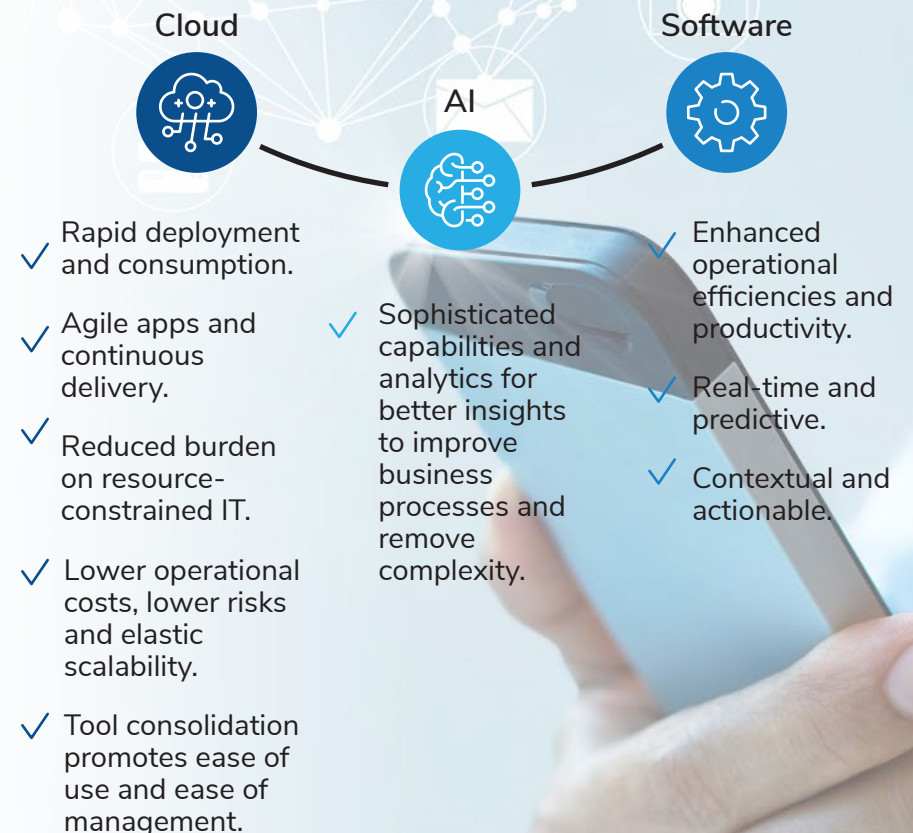 Cloud
Rapid deployment
and consumption.
Agile apps and
continuous
delivery.
Reduced burden
on resource-
constrained IT.
Lower operational
costs, lower risks
and elastic
scalability.
Tool consolidation
promotes ease of
use and ease of
management.
AI
Sophisticated
capabilities and
analytics for
better insights
to improve
business
processes and
remove
complexity.
Software
Enhanced
operational
efficiencies and
productivity.
Real-time and
predictive.
Contextual and
actionable.